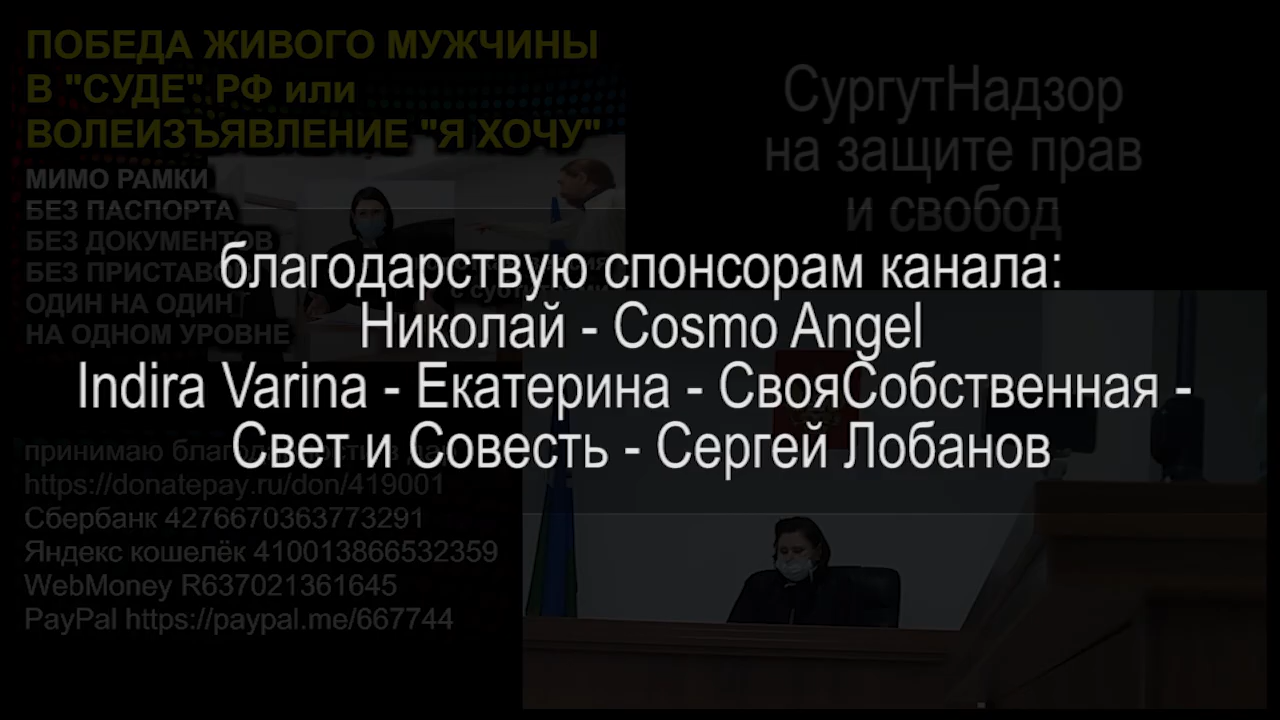 ПОБЕДА ЖИВОГО МУЖЧИНЫ
В "СУДЕ" РФ или
ВОЛЕИЗЪЯВЛЕНИЕ "Я ХОЧУ"
МИМО РАМКИ
БЕЗ ПАСПОРТА
БЕЗ ДОКУМЕНТОВ
БЕЗ ПРИСТАВОВ
ОДИН НА ОДИН
НА ОДНОМ УРОВНЕ
СургутНадзор
на защите прав
и свобод
благодарствую спонсорам канала:
Николай - Cosmo Angel
Indira Varina - Екатерина - СвояСобственная -
Свет и Совесть - Сергей Лобанов
принимаю в дар
https://donatepay.ru/don/419001
Сбербанк 4276670363773291
Яндекс кошелёк 410013866532359
WebMoney R637021361645
PayPal https://paypal.me/667744